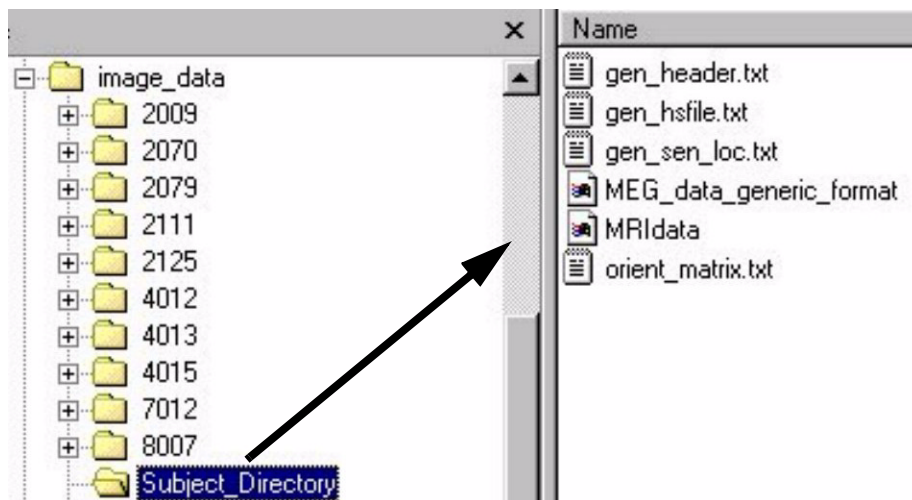 image_data
2009
2070
2079
2111
2125
4012
4013
4015
7012
8007
Subject_Directory
Name
gen_header.txt
gen_hsfile.txt
gen_sen_loc.txt
MEG_data_generic_format
MRIdata
orient_matrix.txt